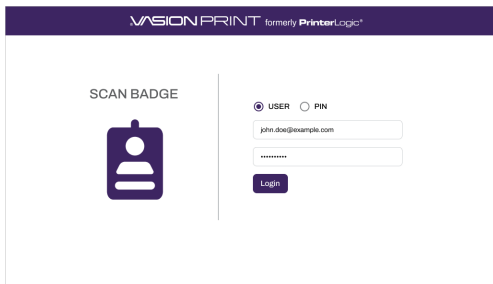 VASION PRINT formerly PrinterLogic®
SCAN BADGE
USER PIN
john.doe@example.com
••••••••••
Login